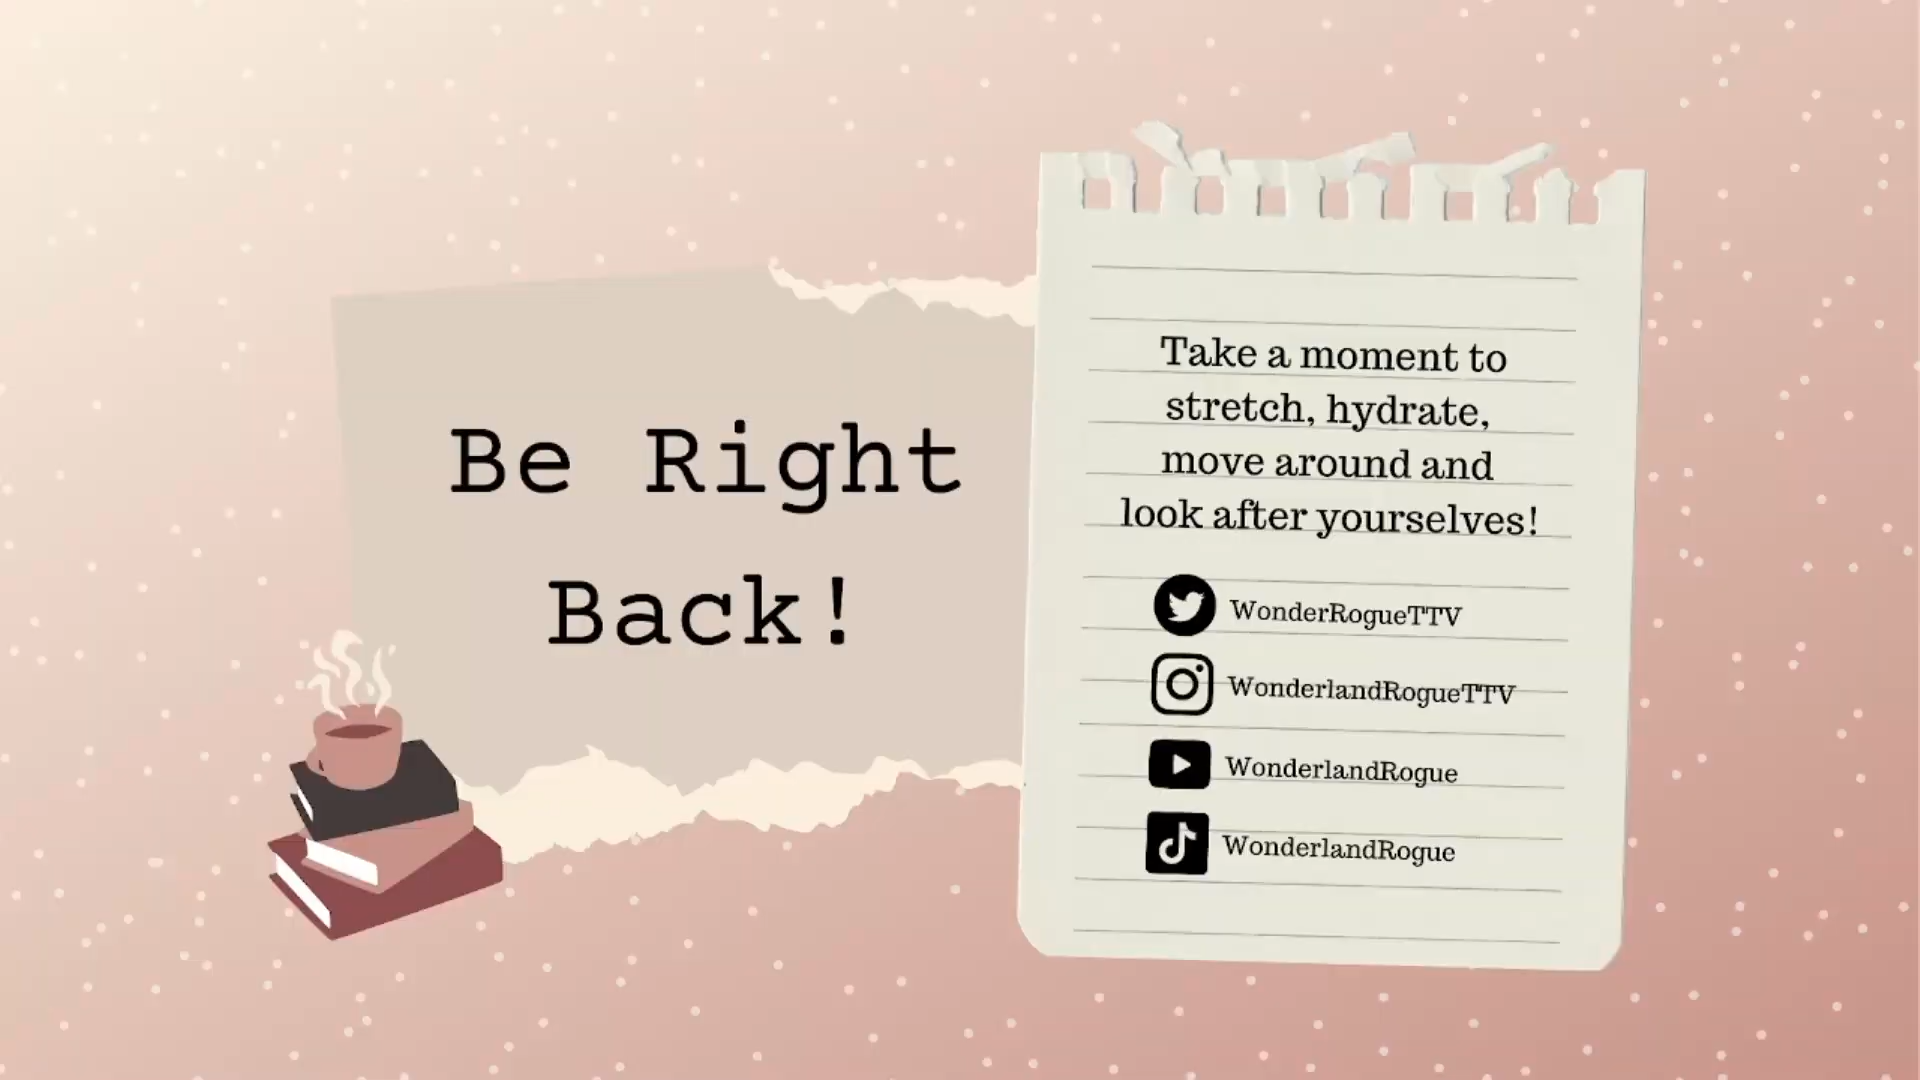 Be Right
Back!
Take a moment to
stretch, hydrate,
move around and
look after yourselves!
WonderRogueTTV
WonderlandRogueTTV
WonderlandRogue
WonderlandRogue